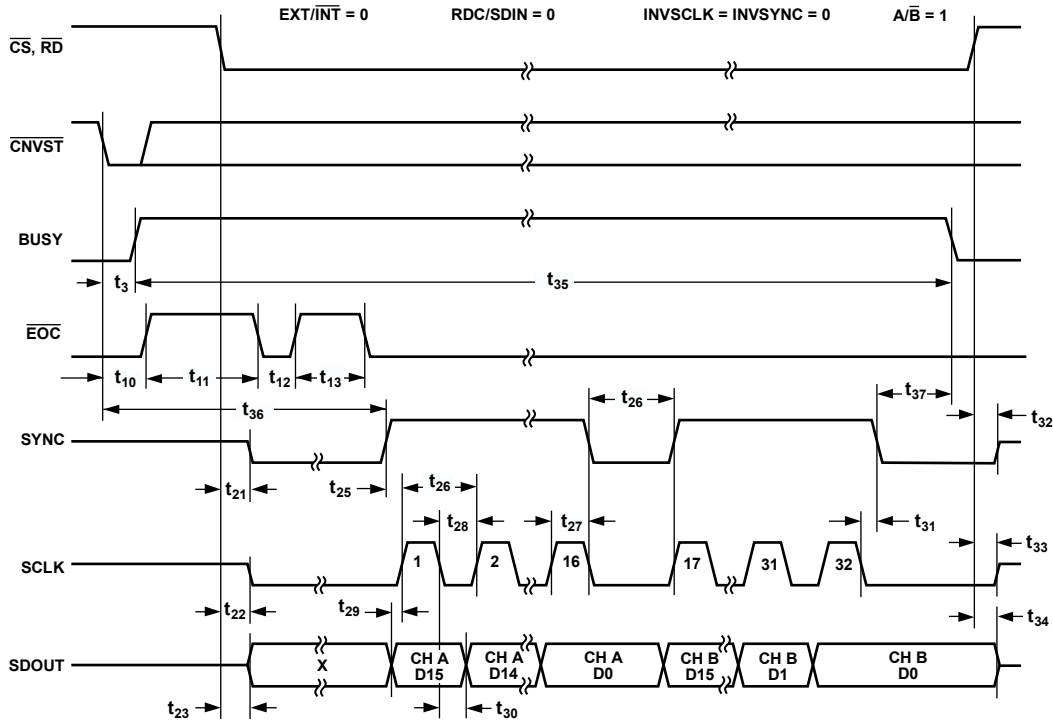 EXT/INT = 0 RDC/SDIN = 0 INVSCLK = INVSYNC = 0 A/B = 1
CS, RD
CNVST
BUSY
t3 t35
EOC
t10 t11 t12 t13
t36 t26 t37
t32
SYNC
t21 t25 t26
t28 t27 t31
t33
SCLK 1 2 16 17 31 32
t22 t29
t34
SDOUT X CH A D15 CH A D14 CH A D0 CH B D15 CH B D1 CH B D0
t23 t30